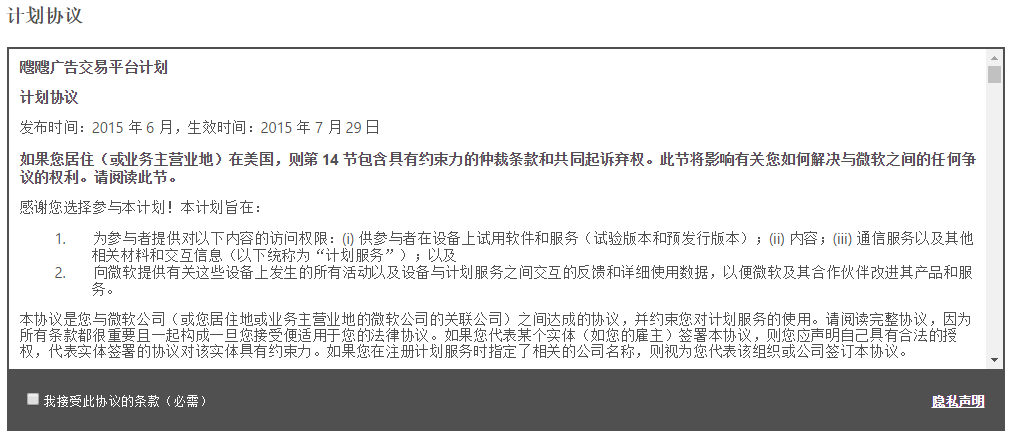 计划协议
飕飕广告交易平台计划
计划协议
发布时间：2015 年 6 月，生效时间：2015 年 7 月 29 日
如果您居住（或业务主营业地）在美国，则第 14 节包含具有约束力的仲裁条款和共同起诉弃权。此节将影响有关您如何解决与微软之间的任何争
议的权利。请阅读此节。
感谢您选择参与本计划！本计划旨在：
1. 为参与者提供对以下内容的访问权限：(i) 供参与者在设备上试用软件和服务（试验版本和预发行版本）；(ii) 内容；(iii) 通信服务以及其他
相关材料和交互信息（以下统称为“计划服务”）；以及
2. 向微软提供有关这些设备上发生的所有活动以及设备与计划服务之间交互的反馈和详细使用数据，以便微软及其合作伙伴改进其产品和服
务。
本协议是您与微软公司（或您居住地或业务主营业地的微软公司的关联公司）之间达成的协议，并约束您对计划服务的使用。请阅读完整协议，因为
所有条款都很重要且一起构成一旦您接受便适用于您的法律协议。如果您代表某个实体（如您的雇主）签署本协议，则您应声明自己具有合法的授
权，代表实体签署的协议对该实体具有约束力。如果您在注册计划服务时指定了相关的公司名称，则视为您代表该组织或公司签订本协议。
我接受此协议的条款（必需）
隐私声明